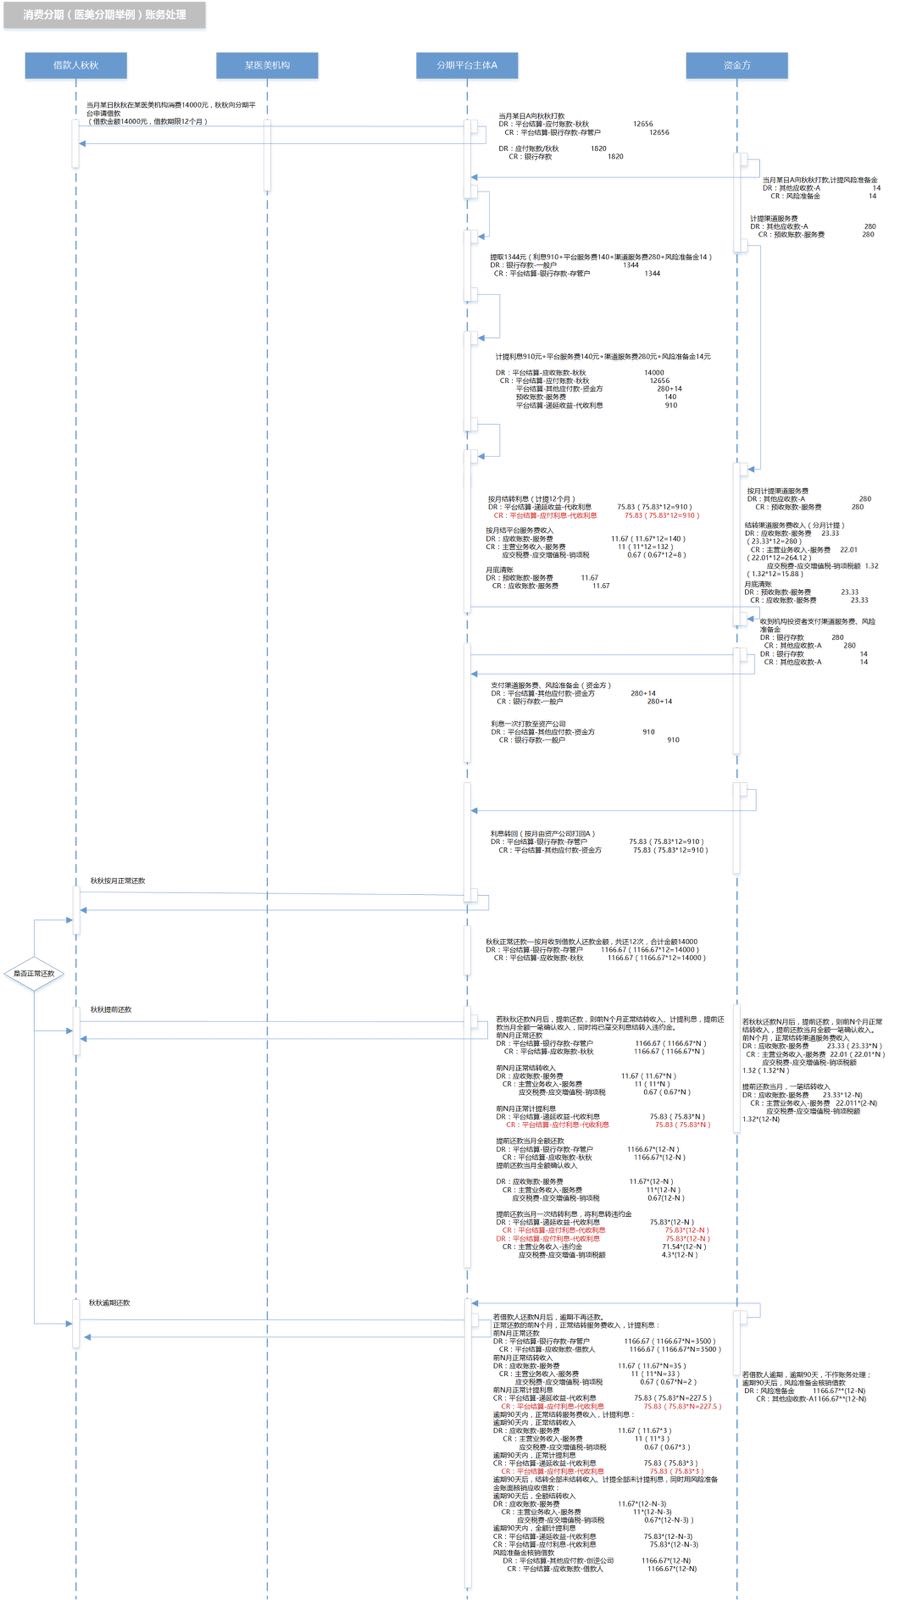 消费分期（医美分期举例）账务处理
借款人秋秋
某医美机构
分期平台主体A
资金方
当月某日秋秋在某医美机构消费14000元，秋秋向分期平
台申请借款
（借款金额14000元，借款期限12个月）
当月某日A向秋秋打款
DR：平台结算-应付账款-秋秋 12656
CR：平台结算-银行存款-存管户 12656
DR：应付账款/秋秋 1820
CR：银行存款 1820
当月某日A向秋秋打款,计提风险准备金
DR：其他应收款-A 14
CR：风险准备金 14
计提渠道服务费
DR：其他应收款-A 280
CR：预收账款-服务费 280
提取1344元（利息910+平台服务费140+渠道服务费280+风险准备金14）
DR：银行存款-一般户 1344
CR：平台结算-银行存款-存管户 1344
计提利息910元+平台服务费140元+渠道服务费280元+风险准备金14元
DR：平台结算-应收账款-秋秋 14000
CR：平台结算-应付账款-秋秋 12656
平台结算-其他应付款-资金方 280+14
预收账款-服务费 140
平台结算-递延收益-代收利息 910
按月结转利息（计提12个月）
DR：平台结算-递延收益-代收利息 75.83（75.83*12=910）
CR：平台结算-应付利息-代收利息 75.83（75.83*12=910）
按月结平台服务费收入
DR：应收账款-服务费 11.67（11.67*12=140）
CR：主营业务收入-服务费 11（11*12=132）
应交税费-应交增值税-销项税 0.67（0.67*12=8）
月底清账
DR：预收账款-服务费 11.67
CR：应收账款-服务费 11.67
按月计提渠道服务费
DR：其他应收款-A 280
CR：预收账款-服务费 280
结转渠道服务费收入（分月计提）
DR：应收账款-服务费 23.33
（23.33*12=280）
CR：主营业务收入-服务费 22.01
（22.01*12=264.12）
应交税费-应交增值税-销项税额 1.32
（1.32*12=15.88）
月底清账
DR：预收账款-服务费 23.33
CR：应收账款-服务费 23.33
收到机构投资者支付渠道服务费、风险
准备金
DR：银行存款 280
CR：其他应收款-A 280
DR：银行存款 14
CR：其他应收款-A 14
支付渠道服务费、风险准备金（资金方）
DR：平台结算-其他应付款-资金方 280+14
CR：银行存款-一般户 280+14
利息一次打款至资产公司
DR：平台结算-其他应付款-资金方 910
CR：银行存款-一般户 910
利息转回（按月由资产公司打回A）
DR：平台结算-银行存款-存管户 75.83（75.83*12=910）
CR：平台结算-其他应付款-资金方 75.83（75.83*12=910）
秋秋按月正常还款
秋秋正常还款—按月收到借款人还款金额，共还12次，合计金额14000
DR：平台结算-银行存款-存管户 1166.67（1166.67*12=14000）
CR：平台结算-应收账款-秋秋 1166.67（1166.67*12=14000）
是否正常还款
秋秋提前还款
若秋秋还款N月后，提前还款，则前N个月正常结转收入、计提利息，提前还
款当月全额一笔确认收入，同时将已递交利息结转入违约金。
前N月正常还款
DR：平台结算-银行存款-存管户 1166.67（1166.67*N）
CR：平台结算-应收账款-秋秋 1166.67（1166.67*N）
前N月正常结转收入
DR：应收账款-服务费 11.67（11.67*N）
CR：主营业务收入-服务费 11（11*N）
应交税费-应交增值税-销项税 0.67（0.67*N）
前N月正常计提利息
DR：平台结算-递延收益-代收利息 75.83（75.83*N）
CR：平台结算-应付利息-代收利息 75.83（75.83*N）
提前还款当月全额还款
DR：平台结算-银行存款-存管户 1166.67*(12-N）
CR：平台结算-应收账款-秋秋 1166.67*(12-N）
提前还款当月全额确认收入
DR：应收账款-服务费 11.67*(12-N）
CR：主营业务收入-服务费 11*(12-N）
应交税费-应交增值税-销项税 0.67(12-N）
提前还款当月一次结转利息，将利息转违约金
DR：平台结算-递延收益-代收利息 75.83*(12-N）
CR：平台结算-应付利息-代收利息 75.83*(12-N）
DR：平台结算-应付利息-代收利息 75.83*(12-N）
CR：主营业务收入-违约金 71.54*(12-N）
应交税费-应交增值-销项税额 4.3*(12-N）
若秋秋还款N月后，提前还款，则前N个月正常
结转收入，提前还款当月全额一笔确认收入。
前N个月，正常结转渠道服务费收入
DR：应收账款-服务费 23.33（23.33*N）
CR：主营业务收入-服务费 22.01（22.01*N）
应交税费-应交增值税-销项税额
1.32（1.32*N）
提前还款当月，一笔结转收入
DR：应收账款-服务费 23.33*12-N)
CR：主营业务收入-服务费 22.011*(2-N)
应交税费-应交增值税-销项税额
1.32*(12-N)
秋秋逾期还款
若借款人还款N月后，逾期不再还款。
正常还款的前N个月，正常结转服务费收入，计提利息：
前N月正常还款
DR：平台结算-银行存款-存管户 1166.67（1166.67*N=3500）
CR：平台结算-应收账款-借款人 1166.67（1166.67*N=3500）
前N月正常结转收入
DR：应收账款-服务费 11.67（11.67*N=35）
CR：主营业务收入-服务费 11（11*N=33）
应交税费-应交增值税-销项税 0.67（0.67*N=2）
前N月正常计提利息
DR：平台结算-递延收益-代收利息 75.83（75.83*N=227.5）
CR：平台结算-应付利息-代收利息 75.83（75.83*N=227.5）
逾期90天内，正常结转服务费收入，计提利息：
逾期90天内，正常结转收入
DR：应收账款-服务费 11.67（11.67*3）
CR：主营业务收入-服务费 11（11*3）
应交税费-应交增值税-销项税 0.67（0.67*3）
逾期90天内，正常计提利息
CR：平台结算-递延收益-代收利息 75.83（75.83*3）
CR：平台结算-应付利息-代收利息 75.83（75.83*3）
逾期90天后，结转全部未结转收入、计提全部未计提利息，同时用风险准备
金账面核销应收借款：
逾期90天后，全额结转收入
DR：应收账款-服务费 11.67*(12-N-3)
CR：主营业务收入-服务费 11*(12-N-3)
应交税费-应交增值税-销项税 0.67*(12-N-3)
逾期90天内，全额计提利息
CR：平台结算-递延收益-代收利息 75.83*(12-N-3)
CR：平台结算-应付利息-代收利息 75.83*(12-N-3)
风险准备金核销借款
DR：平台结算-其他应付款-创逆公司 1166.67*(12-N)
CR：平台结算-应收账款-借款人 1166.67*(12-N)
若借款人逾期，逾期90天，不作账务处理；
逾期90天后，风险准备金核销借款
DR：风险准备金 1166.67**(12-N)
CR：其他应收款-A1166.67**(12-N)